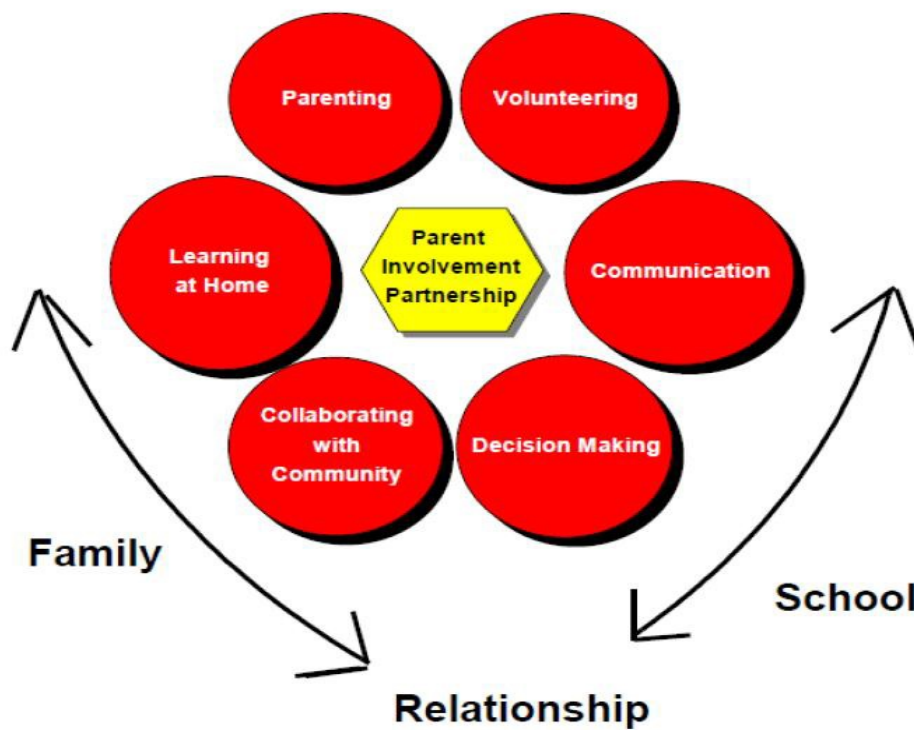 Parenting
Volunteering
Learning
at Home
Parent
Involvement
Partnership
Communication
Collaborating
with
Community
Decision Making
Family
School
Relationship